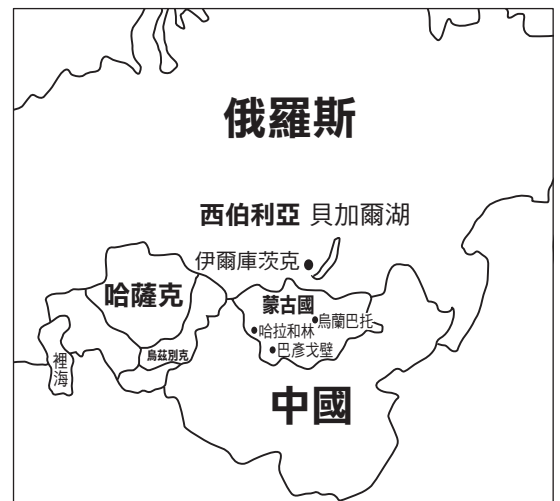 俄羅斯
西伯利亞 貝加爾湖
伊爾庫茨克
哈薩克
蒙古國
烏蘭巴托
哈拉和林
巴彥戈壁
烏茲別克
裡海
中國